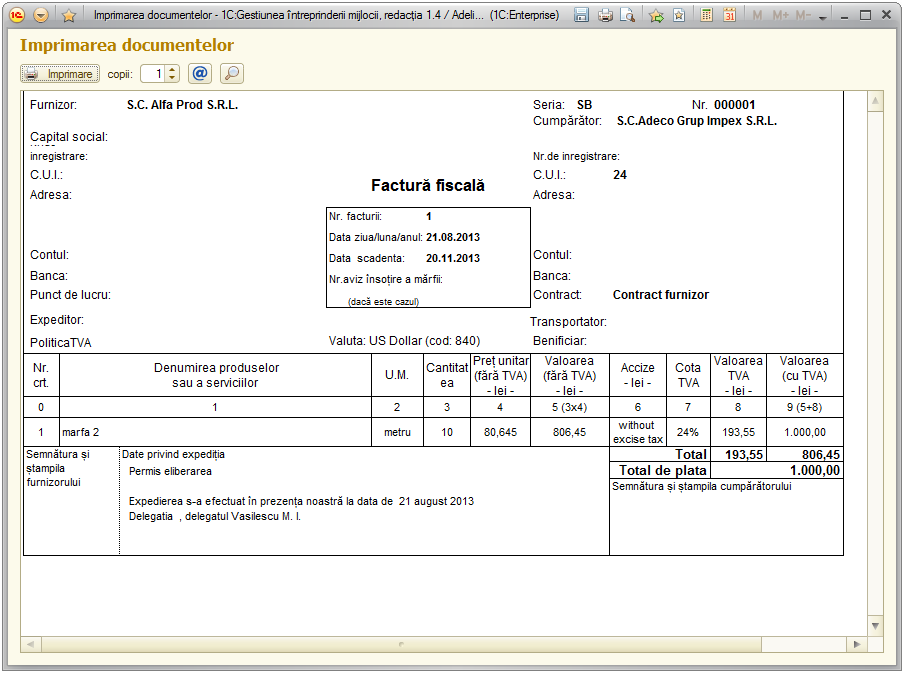 Imprimarea documentelor - 1C:Gestiunea întreprinderii mijlocii, redacția 1.4 / Adeli... (1C:Enterprise)
M M+ M-
Imprimarea documentelor
Imprimare copii: 1
Furnizor: S.C. Alfa Prod S.R.L. Seria: SB Nr. 000001
Cumpărător: S.C.Adeco Grup Impex S.R.L.
Capital social:
inregistrare: Nr.de inregistrare:
C.U.I.: C.U.I.: 24
Factură fiscală
Adresa: Adresa:
Nr. facturii: 1
Data ziua/luna/anul: 21.08.2013
Contul: Data scadenta: 20.11.2013 Contul:
Banca: Nr.aviz însoțire a mărfii: Banca:
Punct de lucru: (dacă este cazul) Contract: Contract furnizor
Expeditor: Transportator:
PoliticaTVA Valuta: US Dollar (cod: 840) Benificiar:
Nr. crt. Denumirea produselor sau a serviciilor U.M. Cantitat ea Preț unitar (fără TVA) - lei - Valoarea (fără TVA) - lei - Accize - lei - Cota TVA Valoarea TVA - lei - Valoarea (cu TVA) - lei -
0 1 2 3 4 5 (3x4) 6 7 8 9 (5+8)
1 marfa 2 metru 10 80,645 806,45 without excise tax 24% 193,55 1.000,00
Semnătura și ștampila furnizorului
Date privind expediția
Permis eliberarea
Expedierea s-a efectuat în prezența noastră la data de 21 august 2013
Delegatia , delegatul Vasilescu M. I.
Total 193,55 806,45
Total de plata 1.000,00
Semnătura și ștampila cumpărătorului